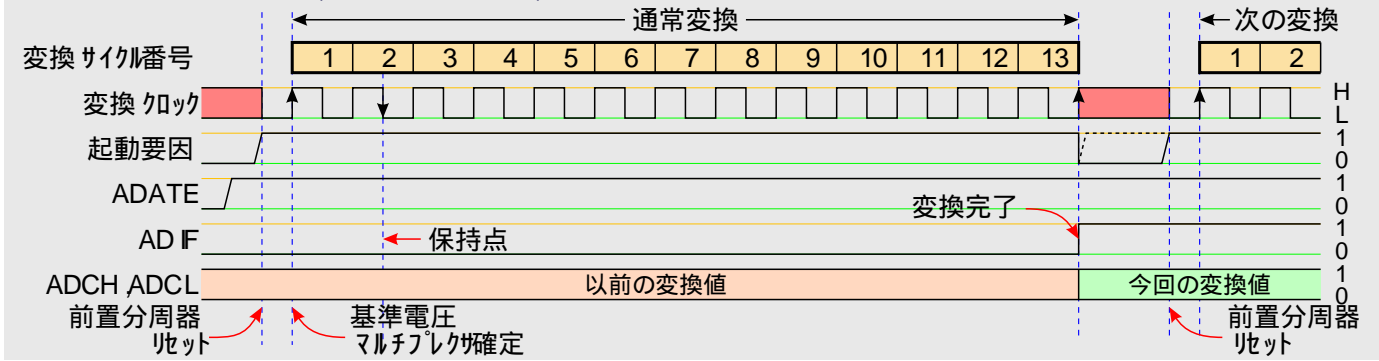 通常変換
次の変換
変換サイクル番号 1 2 3 4 5 6 7 8 9 10 11 12 13 1 2
変換クロック H L
起動要因 1 0
ADATE 1 0
変換完了
ADIF 保持点 1 0
ADCH,ADCL 以前の変換値 今回の変換値 1 0
前置分周器 基準電圧 前置分周器
リセット マルチプレクサ確定 リセット